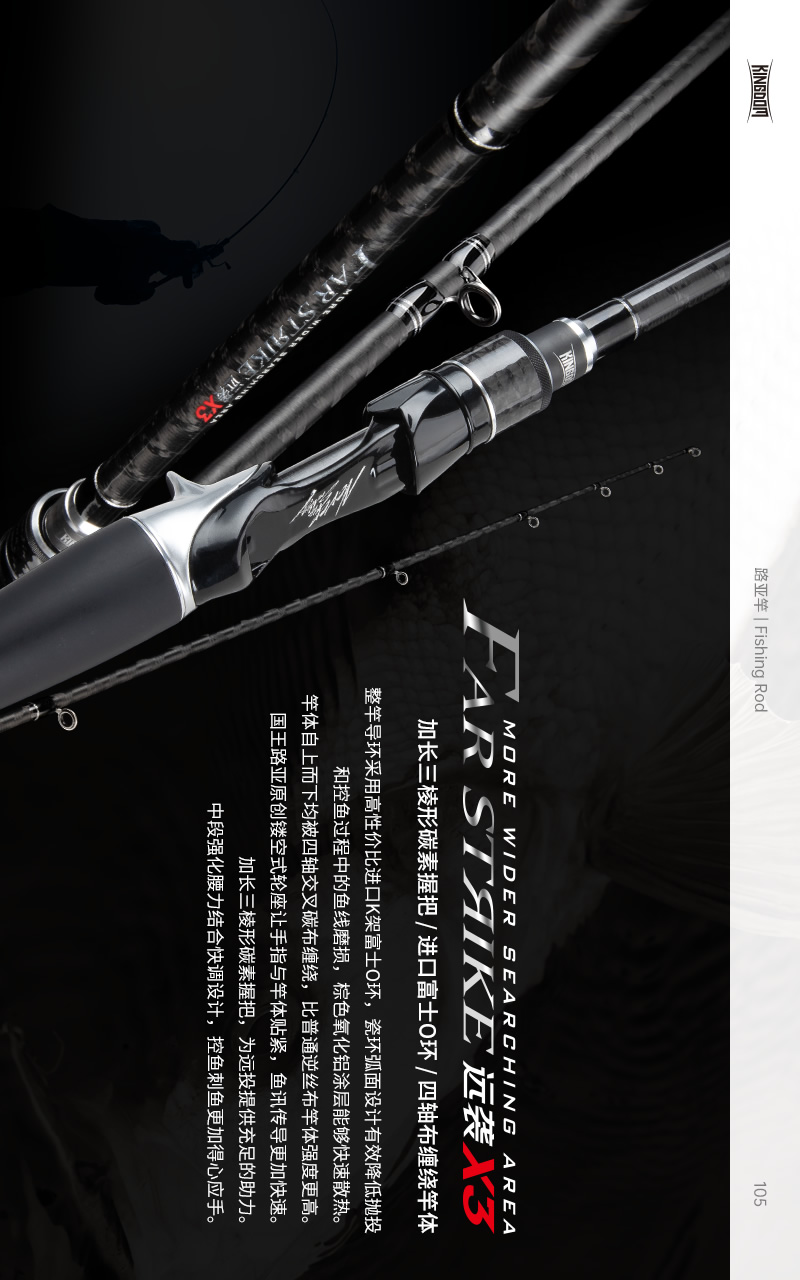 KINGDOM
路亚竿 | Fishing Rod
105
MORE WIDER SEARCHING AREA
FAR STRIKE 远袭X3
加长三棱形碳素握把 / 进口富士O环 / 四轴布缠绕竿体
整竿导环采用高性价比进口K架富士O环，瓷环弧面设计有效降低抛投
和控鱼过程中的鱼线磨损，棕色氧化铝涂层能够快速散热。
竿体自上而下均被四轴交叉碳布缠绕，比普通逆丝布竿体强度更高。
国王路亚原创镂空式轮座让手指与竿体贴紧，鱼讯传导更加快速。
加长三棱形碳素握把，为远投提供充足的助力。
中段强化腰力结合快调设计，控鱼刺鱼更加得心应手。
FAR STRIKE 远袭 X3
KINGDOM